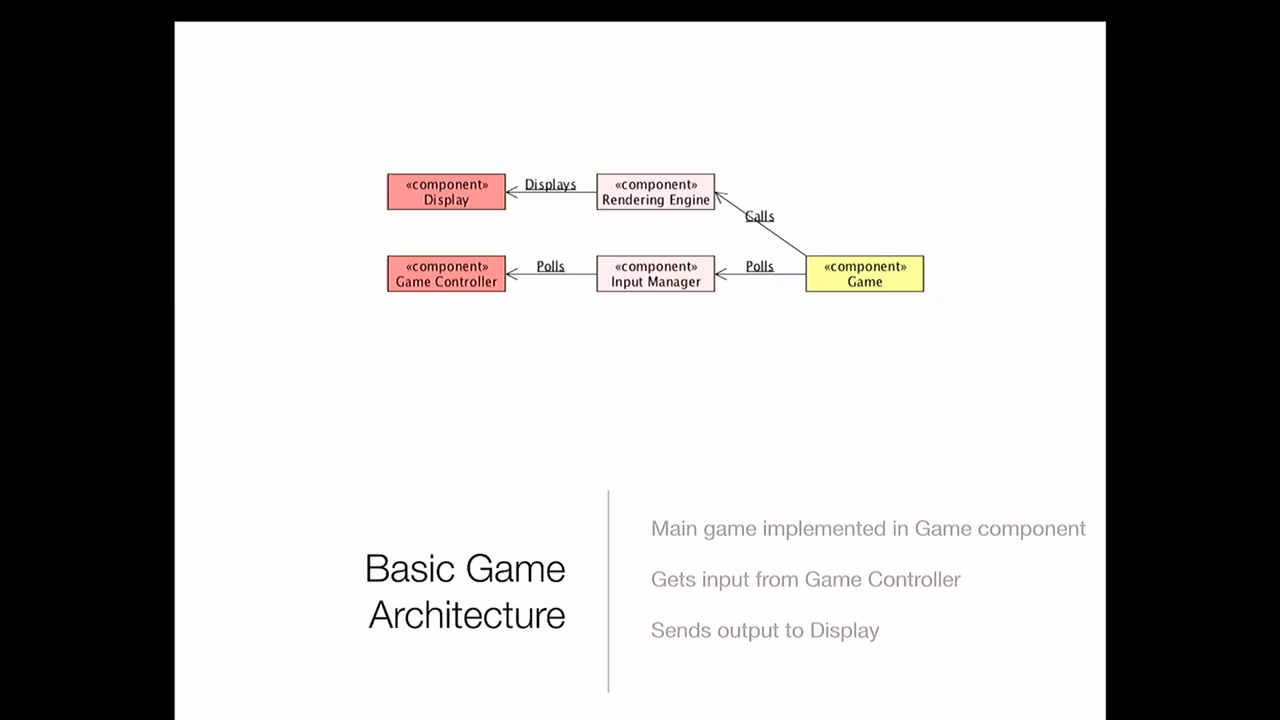 «component»
Display
Displays
«component»
Rendering Engine
Calls
«component»
Game Controller
Polls
«component»
Input Manager
Polls
«component»
Game
Basic Game
Architecture
Main game implemented in Game component
Gets input from Game Controller
Sends output to Display